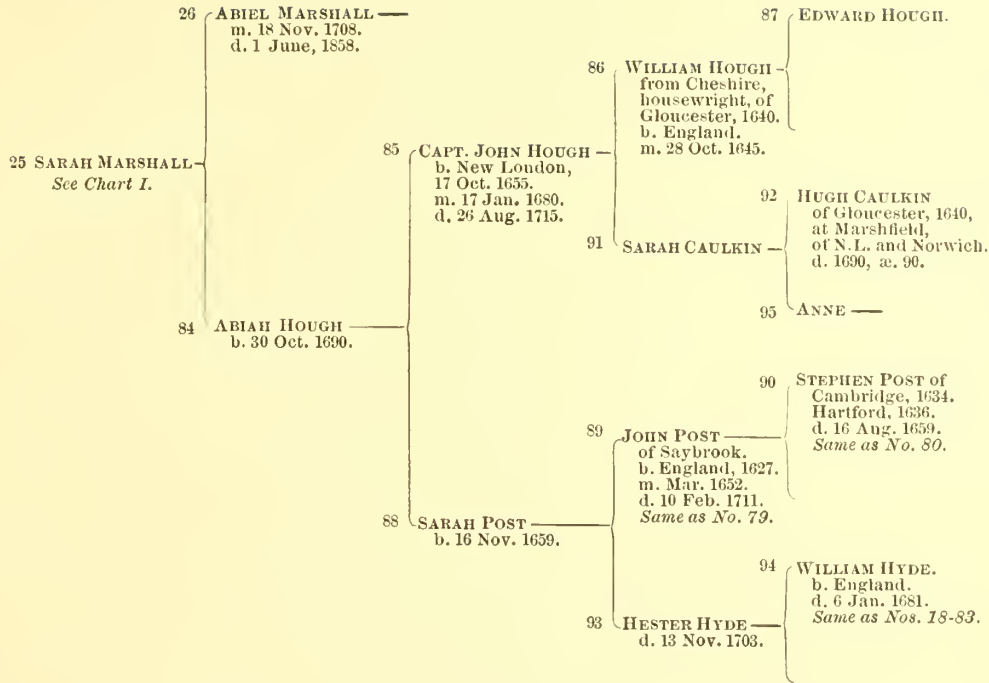 26 ABIEL MARSHALL —
m. 18 Nov. 1708.
d. 1 June, 1858.
25 SARAH MARSHALL
See Chart I.
84 ABIAH HOUGH
b. 30 Oct. 1690.
85 CAPT. JOHN HOUGH
b. New London,
17 Oct. 1655.
m. 17 Jan. 1680.
d. 26 Aug. 1715.
88 SARAH POST
b. 16 Nov. 1659.
86 WILLIAM HOUGH
from Cheshire,
housewright, of
Gloucester, 1640.
b. England.
m. 28 Oct. 1645.
91 SARAH CAULKIN
89 JOHN POST
of Saybrook.
b. England, 1627.
m. Mar. 1652.
d. 10 Feb. 1711.
Same as No. 79.
93 HESTER HYDE
d. 13 Nov. 1703.
87 EDWARD HOUGH.
92 HUGH CAULKIN
of Gloucester, 1640,
at Marshfield,
of N.L. and Norwich.
d. 1690, æ. 90.
95 ANNE —
90 STEPHEN POST of
Cambridge, 1634.
Hartford, 1636.
d. 16 Aug. 1659.
Same as No. 80.
94 WILLIAM HYDE.
b. England.
d. 6 Jan. 1681.
Same as Nos. 18-83.